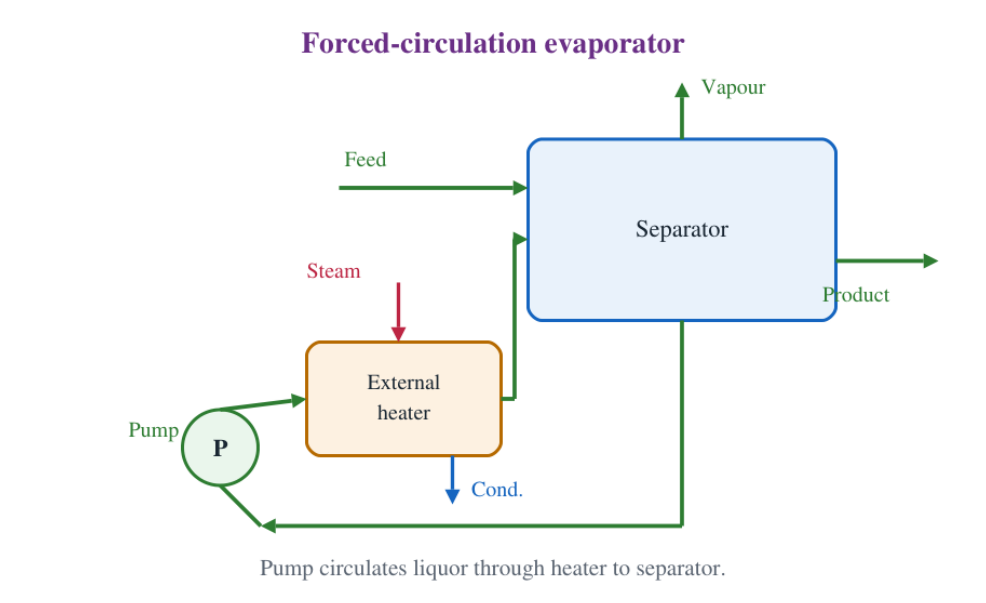 Forced-circulation evaporator
Vapour
Feed
Separator
Steam
Product
External
heater
Pump
P
Cond.
Pump circulates liquor through heater to separator.